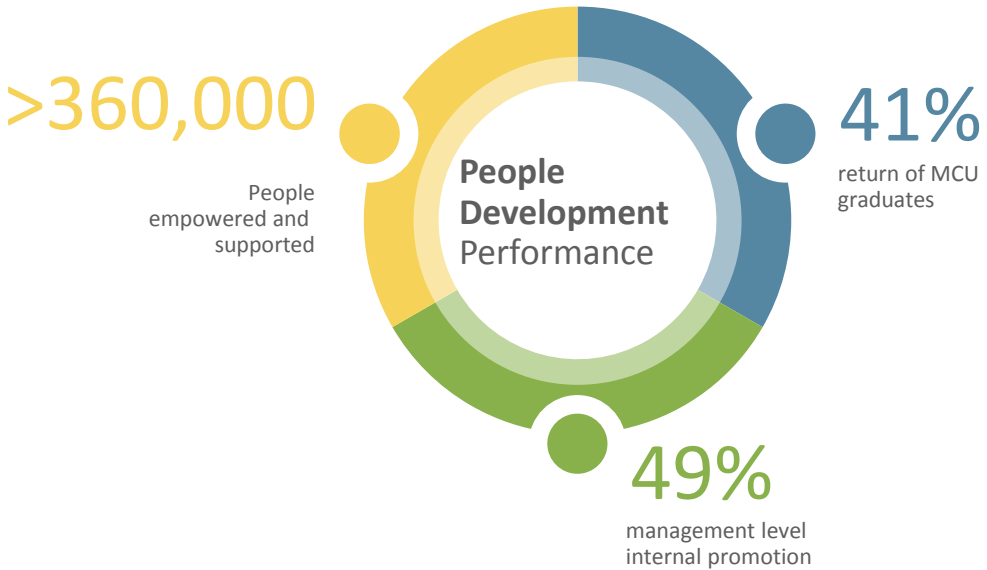 >360,000
People
empowered and
supported
People
Development
Performance
41%
return of MCU
graduates
49%
management level
internal promotion